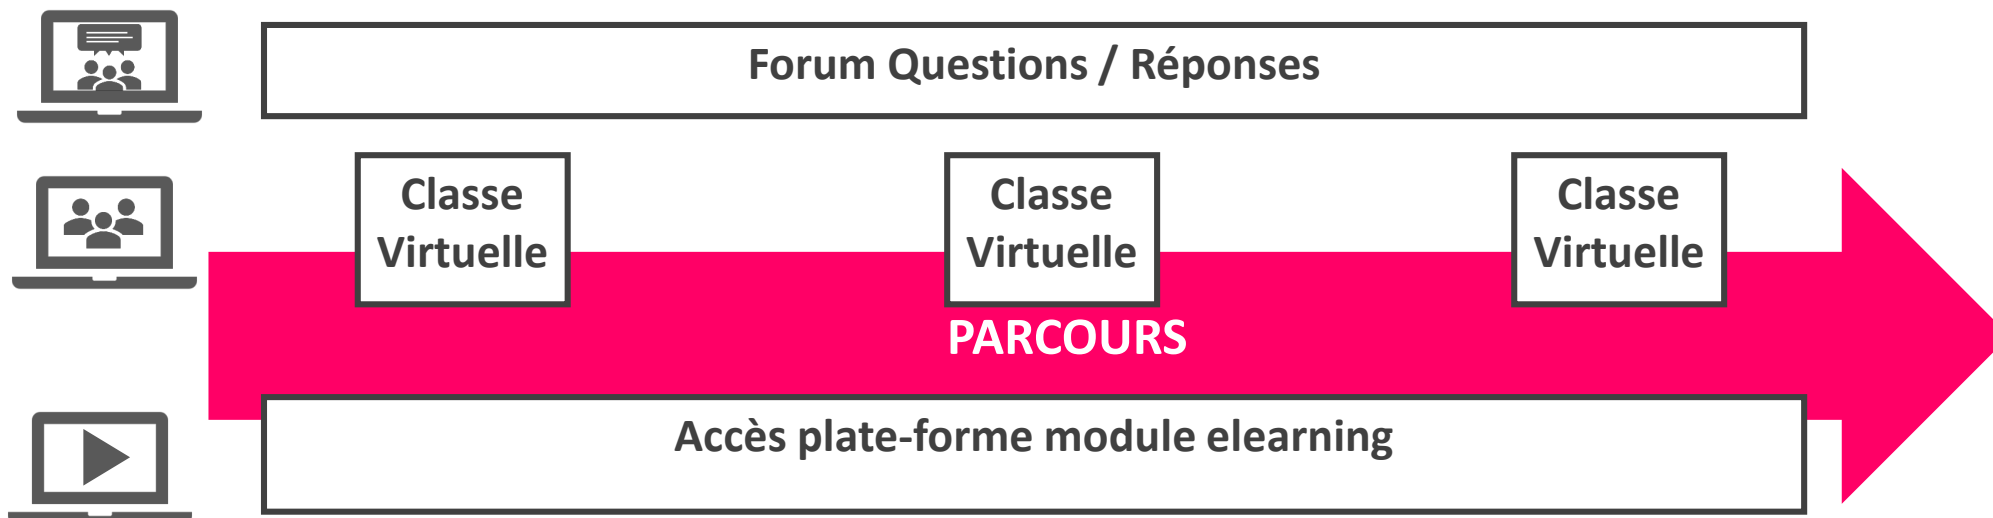 Forum Questions / Réponses
Classe
Virtuelle
Classe
Virtuelle
Classe
Virtuelle
PARCOURS
Accès plate-forme module elearning